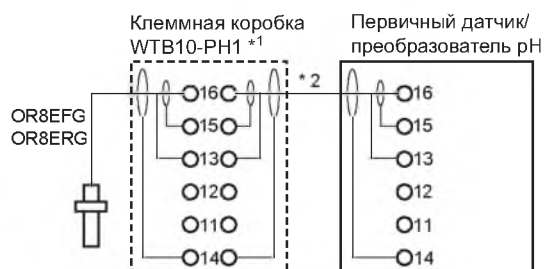 Клеммная коробка
WTB10-PH1 *1
Первичный датчик/
преобразователь pH
OR8EFG
OR8ERG
*2
16
15
13
12
11
14
16
15
13
12
11
14